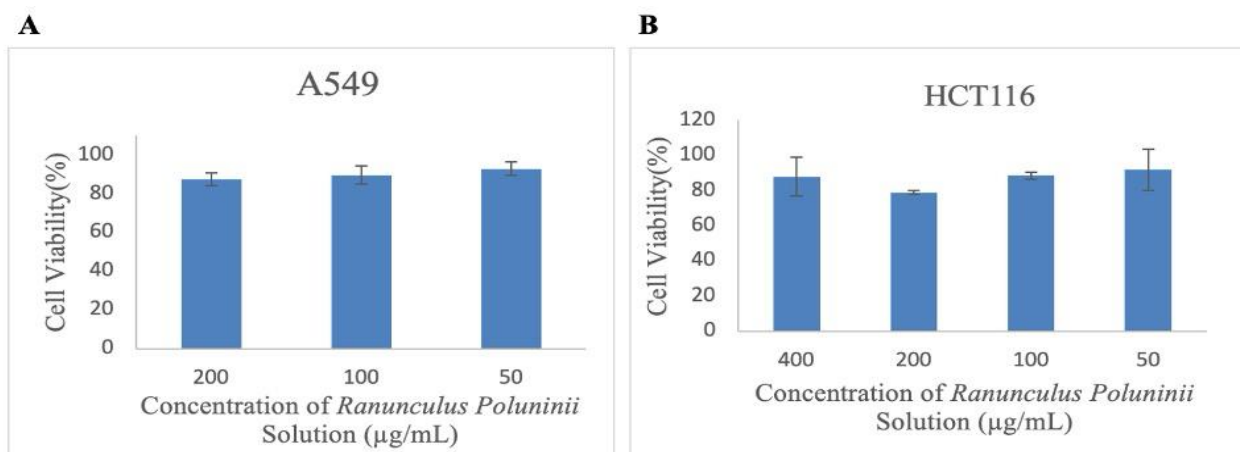 A
A549
Cell Viability(%)
100
80
60
40
20
0
200 100 50
Concentration of Ranunculus Poluninii
Solution (µg/mL)
B
HCT116
Cell Viability (%)
120
100
80
60
40
20
0
400 200 100 50
Concentration of Ranunculus Poluninii
Solution (µg/mL)